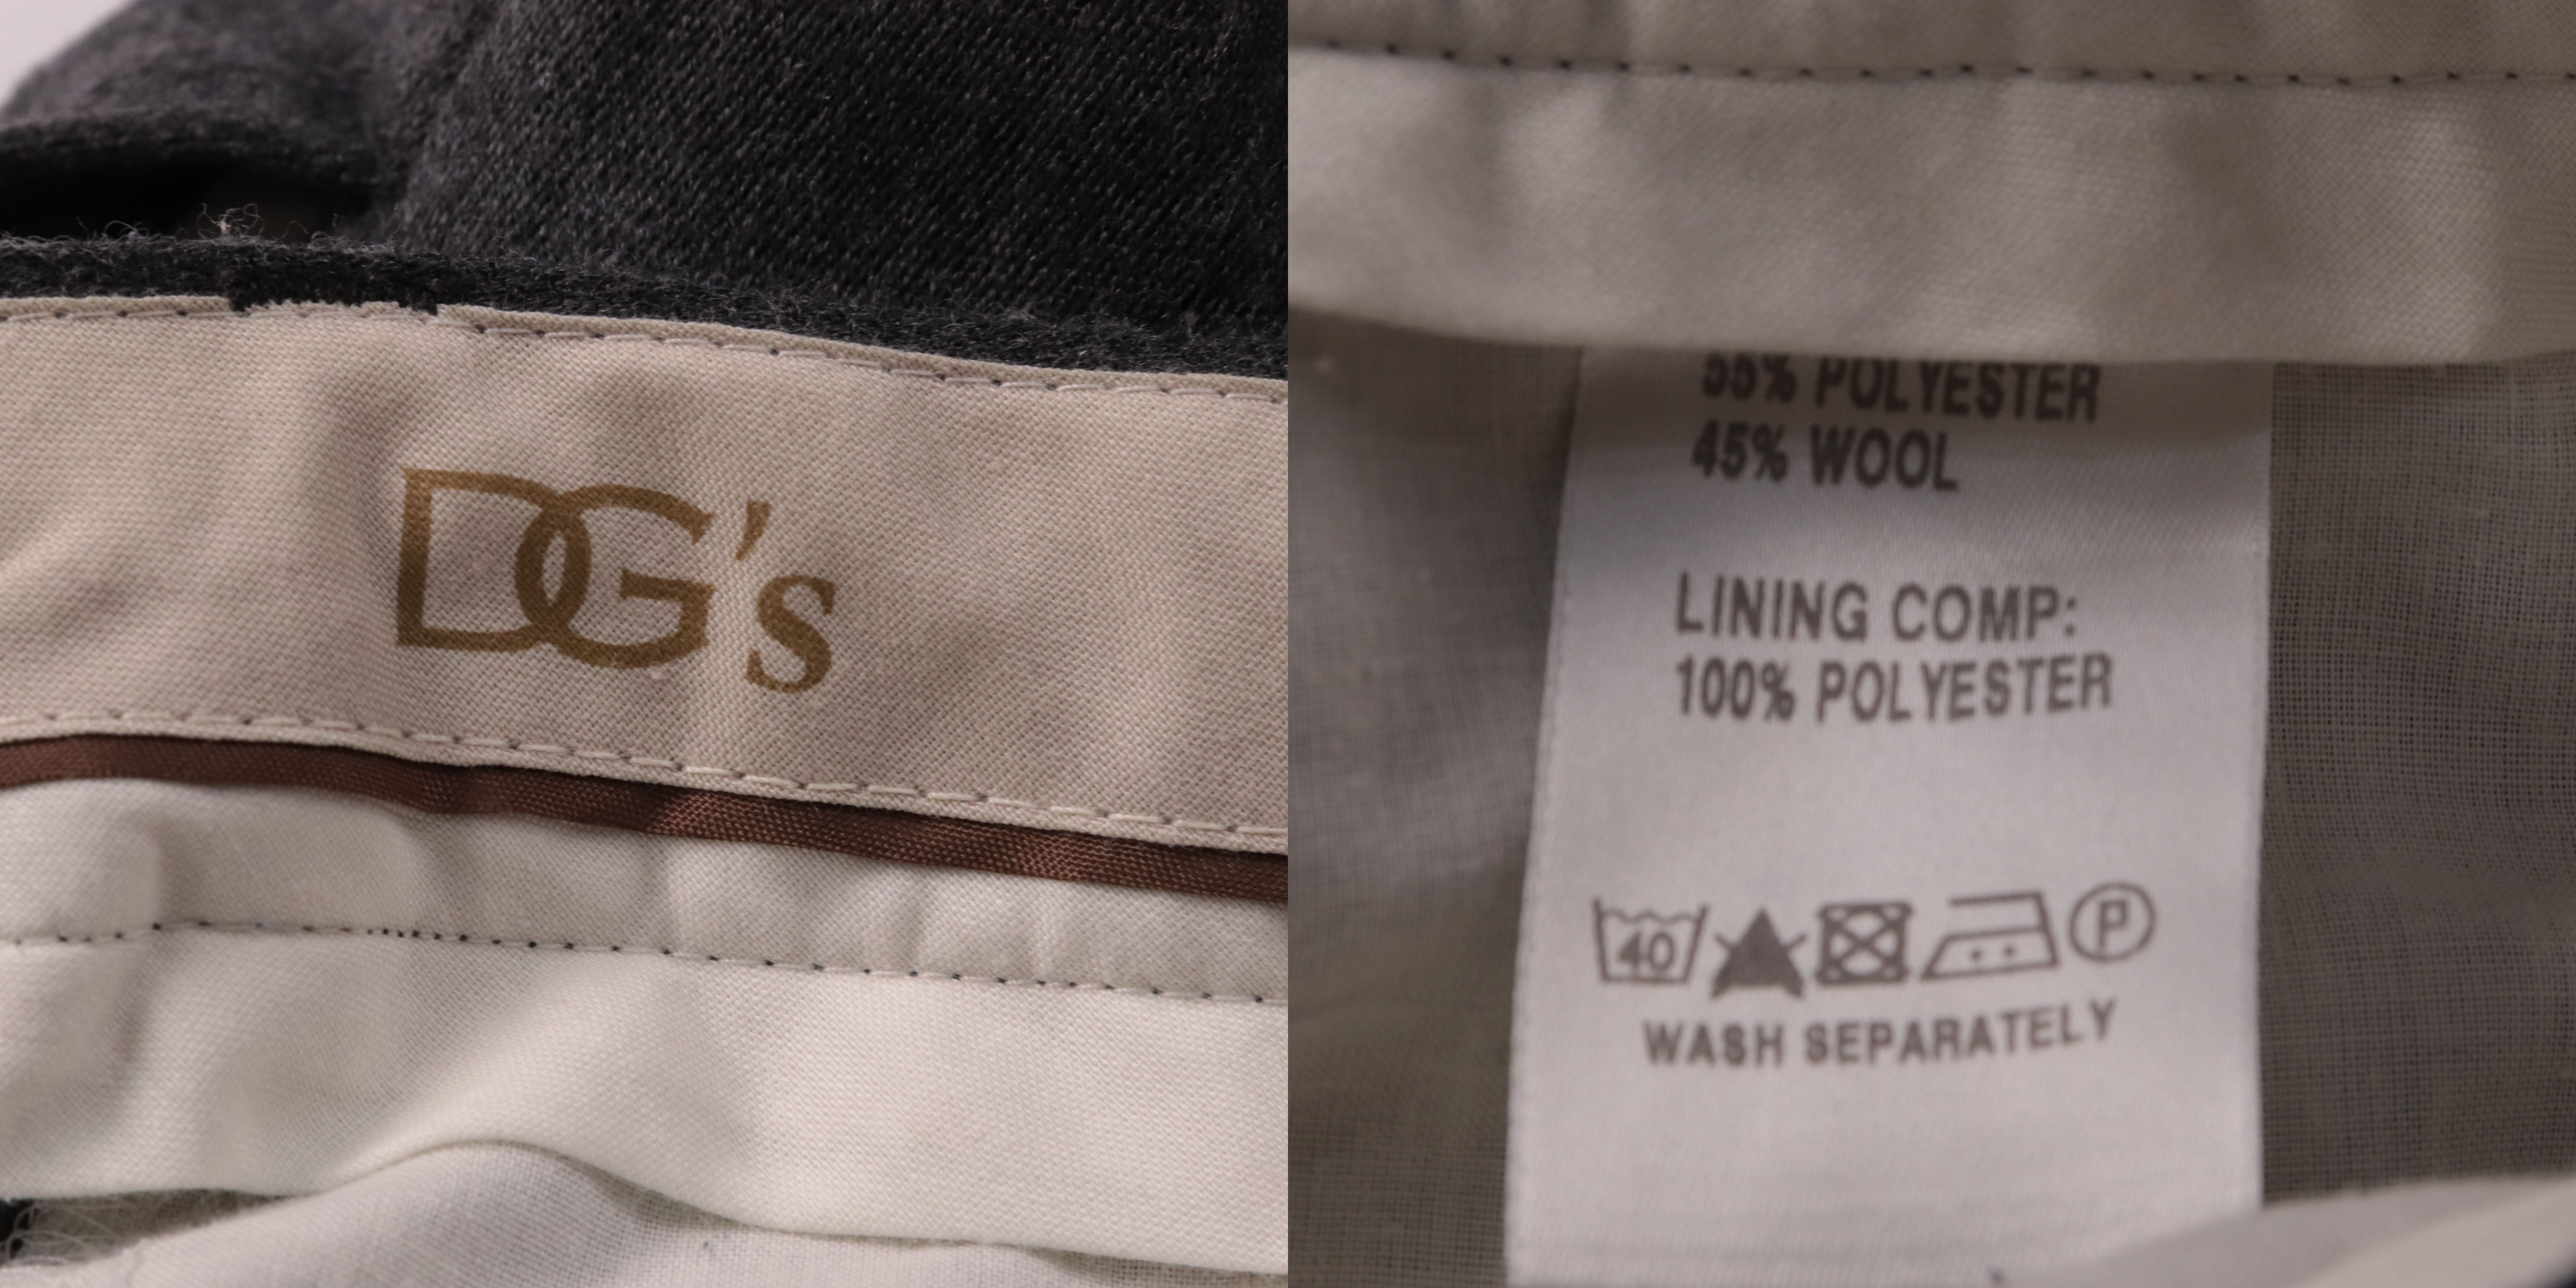 DG's
55% POLYESTER
45% WOOL
LINING COMP:
100% POLYESTER
40 P
WASH SEPARATELY